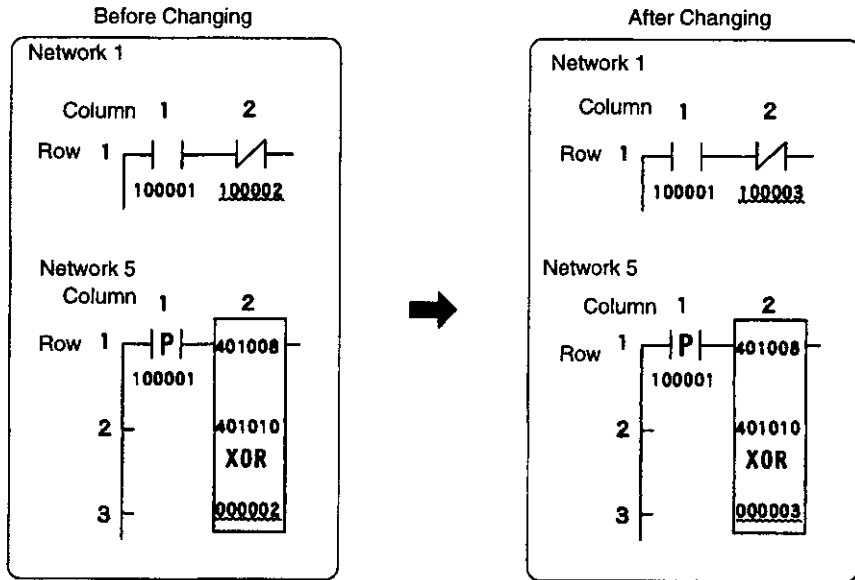 Before Changing
Network 1
Column 1 2
Row 1
100001 100002
Network 5
Column 1 2
Row 1 P 401008
100001
2 401010
XOR
3 000002
After Changing
Network 1
Column 1 2
Row 1
100001 100003
Network 5
Column 1 2
Row 1 P 401008
100001
2 401010
XOR
3 000003